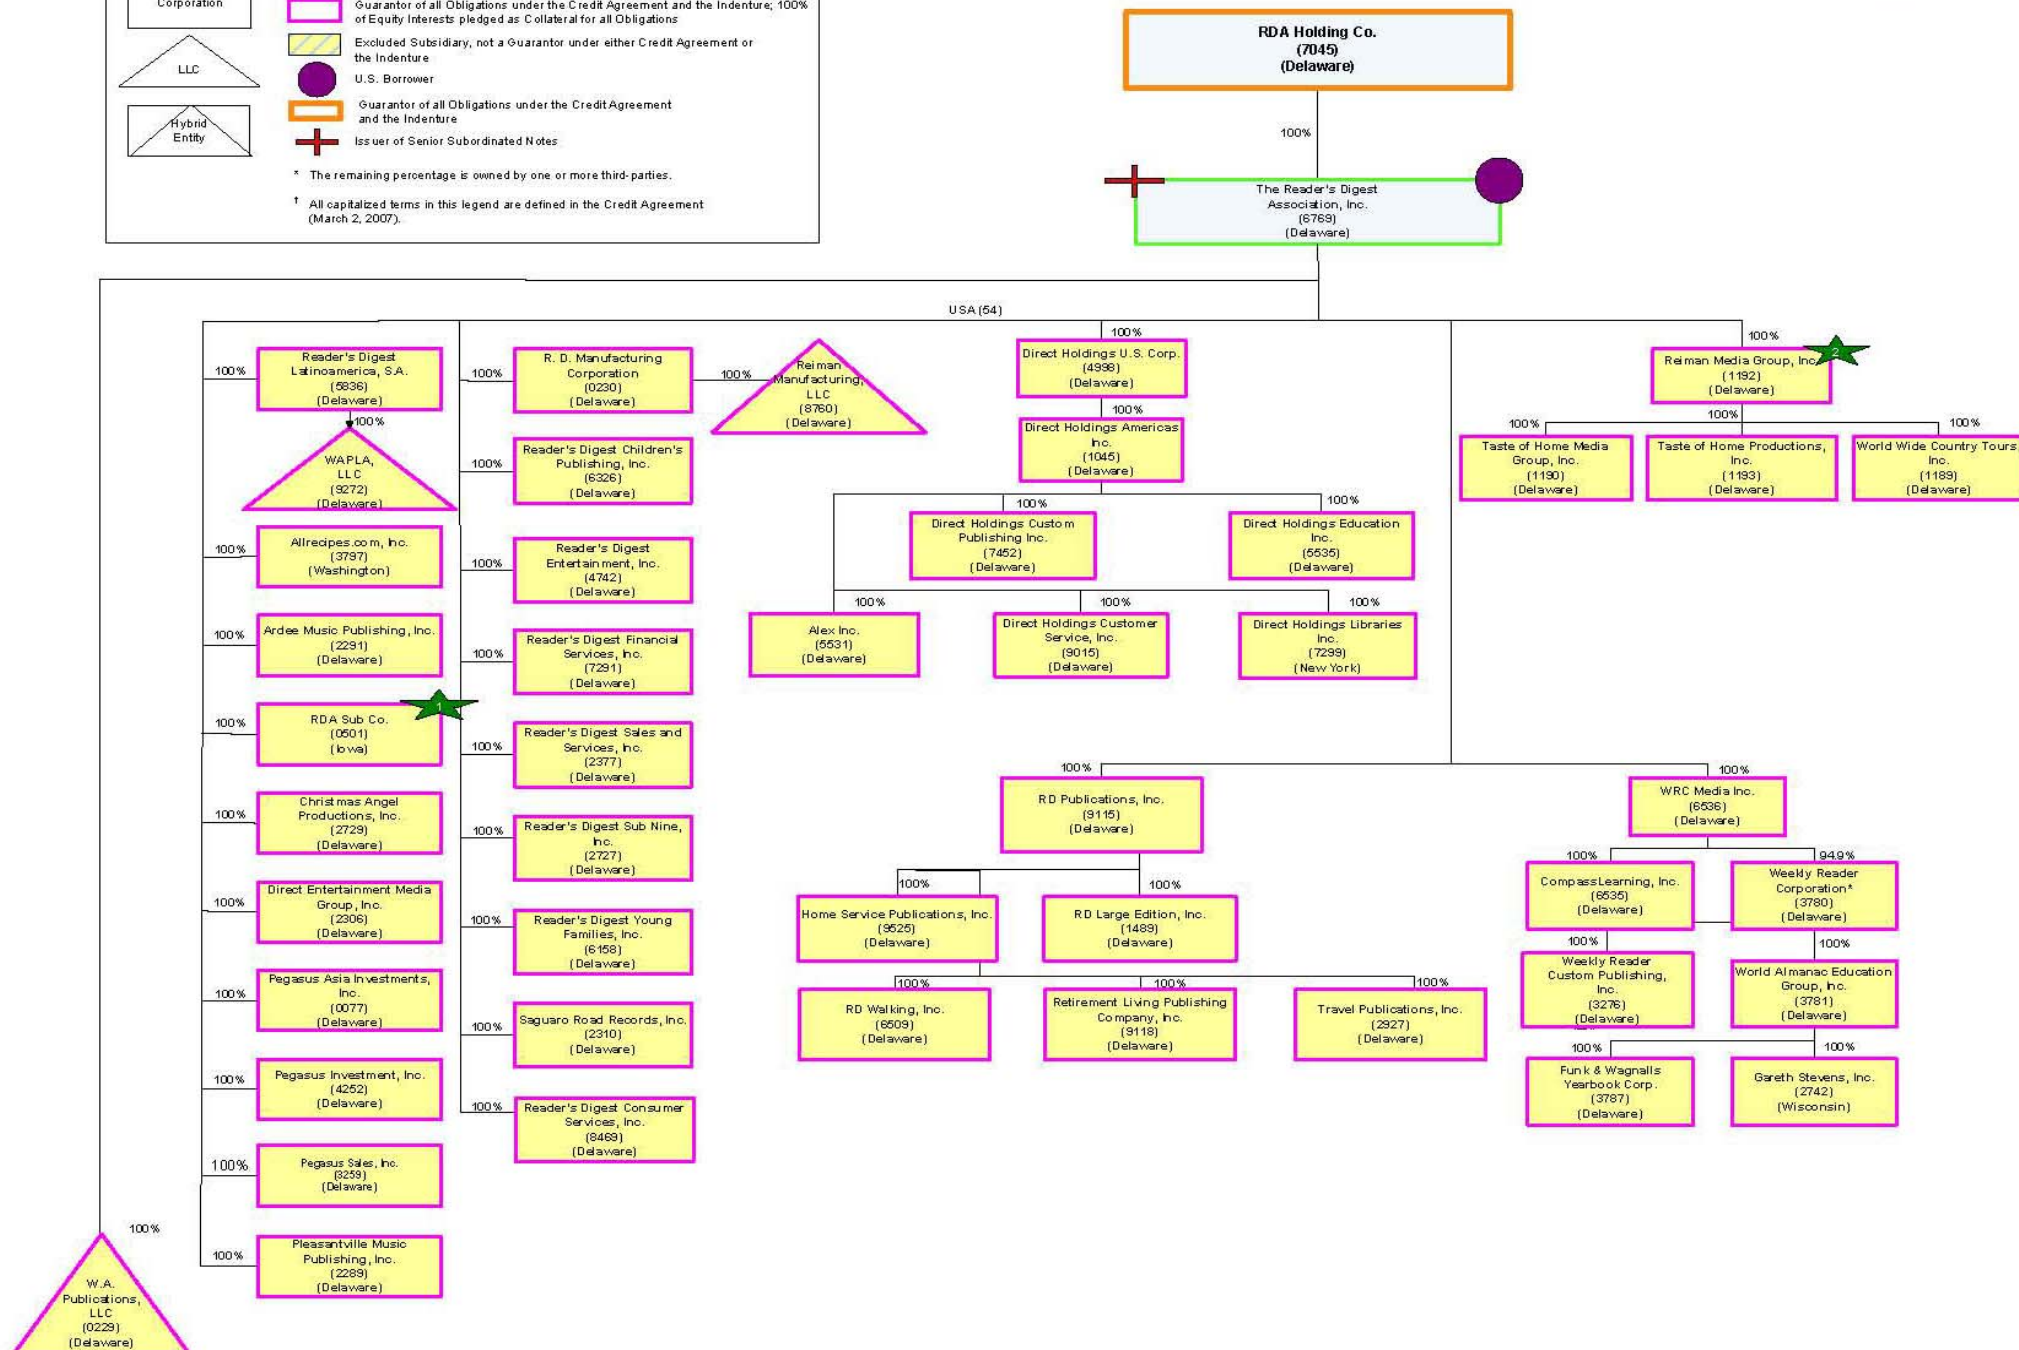 Corporation
LLC
Hybrid
Entity
Guarantor of all Obligations under the Credit Agreement and the Indenture; 100%
of Equity Interests pledged as Collateral for all Obligations
Excluded Subsidiary, not a Guarantor under either Credit Agreement or
the Indenture
U.S. Borrower
Guarantor of all Obligations under the Credit Agreement
and the Indenture
Issuer of Senior Subordinated Notes
* The remaining percentage is owned by one or more third-parties.
† All capitalized terms in this legend are defined in the Credit Agreement
(March 2, 2007).
RDA Holding Co.
(7045)
(Delaware)
100%
The Reader's Digest
Association, Inc.
(6769)
(Delaware)
USA (54)
100%
Reader's Digest
Latinoamerica, S.A.
(5836)
(Delaware)
100%
WAPLA,
LLC
(9272)
(Delaware)
100%
Allrecipes.com, Inc.
(3797)
(Washington)
100%
Ardee Music Publishing, Inc.
(2291)
(Delaware)
100%
RDA Sub Co.
(0501)
(Iowa)
1
100%
Christmas Angel
Productions, Inc.
(2729)
(Delaware)
100%
Direct Entertainment Media
Group, Inc.
(2306)
(Delaware)
100%
Pegasus Asia Investments,
Inc.
(0077)
(Delaware)
100%
Pegasus Investment, Inc.
(4252)
(Delaware)
100%
Pegasus Sales, Inc.
(3259)
(Delaware)
100%
Pleasantville Music
Publishing, Inc.
(2289)
(Delaware)
100%
W.A.
Publications,
LLC
(0229)
(Delaware)
100%
R. D. Manufacturing
Corporation
(0230)
(Delaware)
100%
Reiman
Manufacturing,
LLC
(8760)
(Delaware)
100%
Reader's Digest Children's
Publishing, Inc.
(6326)
(Delaware)
100%
Reader's Digest
Entertainment, Inc.
(4742)
(Delaware)
100%
Reader's Digest Financial
Services, Inc.
(7291)
(Delaware)
100%
Reader's Digest Sales and
Services, Inc.
(2377)
(Delaware)
100%
Reader's Digest Sub Nine,
Inc.
(2727)
(Delaware)
100%
Reader's Digest Young
Families, Inc.
(6158)
(Delaware)
100%
Saguaro Road Records, Inc.
(2310)
(Delaware)
100%
Reader's Digest Consumer
Services, Inc.
(8469)
(Delaware)
100%
Direct Holdings U.S. Corp.
(4998)
(Delaware)
100%
Direct Holdings Americas
Inc.
(1045)
(Delaware)
100%
Direct Holdings Custom
Publishing Inc.
(7452)
(Delaware)
100%
Direct Holdings Education
Inc.
(5535)
(Delaware)
100%
Alex Inc.
(5531)
(Delaware)
100%
Direct Holdings Customer
Service, Inc.
(9015)
(Delaware)
100%
Direct Holdings Libraries
Inc.
(7299)
(New York)
100%
Reiman Media Group, Inc.
(1192)
(Delaware)
2
100%
Taste of Home Media
Group, Inc.
(1190)
(Delaware)
100%
Taste of Home Productions,
Inc.
(1193)
(Delaware)
100%
World Wide Country Tours,
Inc.
(1189)
(Delaware)
100%
RD Publications, Inc.
(9115)
(Delaware)
100%
Home Service Publications, Inc.
(9525)
(Delaware)
100%
RD Large Edition, Inc.
(1489)
(Delaware)
100%
RD Walking, Inc.
(6509)
(Delaware)
100%
Retirement Living Publishing
Company, Inc.
(9118)
(Delaware)
100%
Travel Publications, Inc.
(2927)
(Delaware)
100%
WRC Media Inc.
(6536)
(Delaware)
100%
CompassLearning, Inc.
(6535)
(Delaware)
94.9%
Weekly Reader
Corporation*
(3780)
(Delaware)
100%
Weekly Reader
Custom Publishing,
Inc.
(3276)
(Delaware)
100%
World Almanac Education
Group, Inc.
(3781)
(Delaware)
100%
Funk & Wagnalls
Yearbook Corp.
(3787)
(Delaware)
100%
Gareth Stevens, Inc.
(2742)
(Wisconsin)